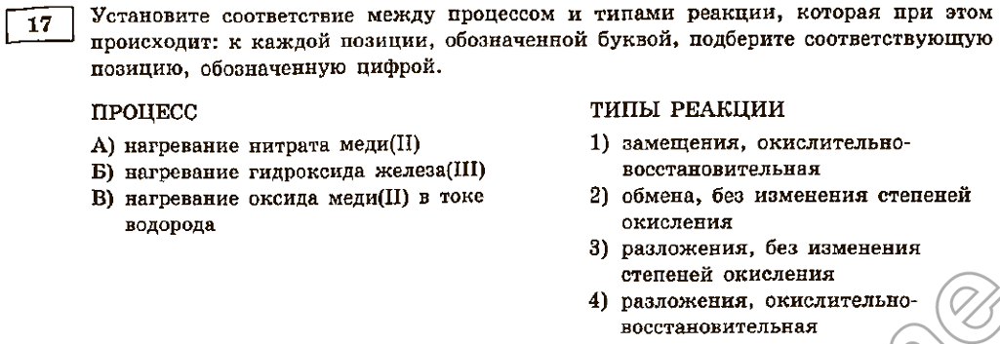 17
Установите соответствие между процессом и типами реакции, которая при этом
происходит: к каждой позиции, обозначенной буквой, подберите соответствующую
позицию, обозначенную цифрой.
ПРОЦЕСС
А) нагревание нитрата меди(II)
Б) нагревание гидроксида железа(III)
В) нагревание оксида меди(II) в токе
водорода
ТИПЫ РЕАКЦИИ
1) замещения, окислительно-
восстановительная
2) обмена, без изменения степеней
окисления
3) разложения, без изменения
степеней окисления
4) разложения, окислительно-
восстановительная